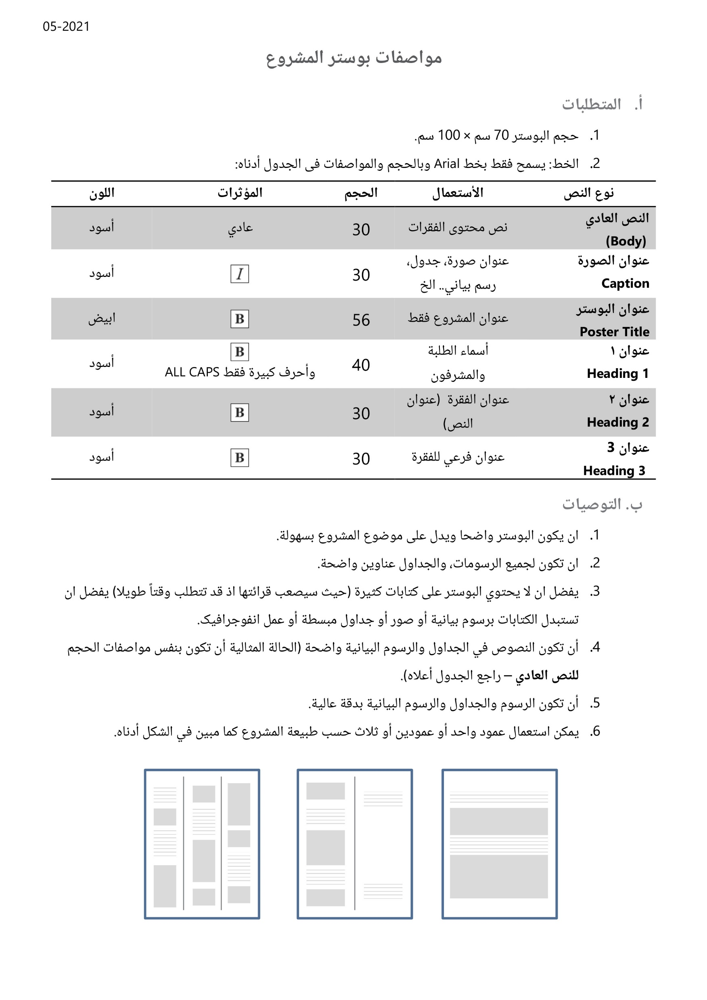 05-2021
مواصفات بوستر المشروع
أ. المتطلبات
1. حجم البوستر 70 سم × 100 سم.
2. الخط: يسمح فقط بخط Arial وبالحجم والمواصفات فى الجدول أدناه:
نوع النص الأستعمال الحجم المؤثرات اللون
النص العادي
(Body)
نص محتوى الفقرات
30
عادي
أسود
عنوان الصورة
Caption
عنوان صورة، جدول،
رسم بياني.. الخ
30
I
أسود
عنوان البوستر
Poster Title
عنوان المشروع فقط
56
B
ابيض
عنوان ١
Heading 1
أسماء الطلبة
والمشرفون
40
B
وأحرف كبيرة فقط ALL CAPS
أسود
عنوان ٢
Heading 2
عنوان الفقرة (عنوان
النص)
30
B
أسود
عنوان 3
Heading 3
عنوان فرعي للفقرة
30
B
أسود
ب. التوصيات
1. ان يكون البوستر واضحا ويدل على موضوع المشروع بسهولة.
2. ان تكون لجميع الرسومات، والجداول عناوين واضحة.
3. يفضل ان لا يحتوي البوستر على كتابات كثيرة (حيث سيصعب قرائتها اذ قد تتطلب وقتاً طويلا) يفضل ان
تستبدل الكتابات برسوم بيانية أو صور أو جداول مبسطة أو عمل انفوجرافيک.
4. أن تكون النصوص في الجداول والرسوم البيانية واضحة (الحالة المثالية أن تكون بنفس مواصفات الحجم
للنص العادي – راجع الجدول أعلاه).
5. أن تكون الرسوم والجداول والرسوم البيانية بدقة عالية.
6. يمكن استعمال عمود واحد أو عمودين أو ثلاث حسب طبيعة المشروع كما مبين في الشكل أدناه.